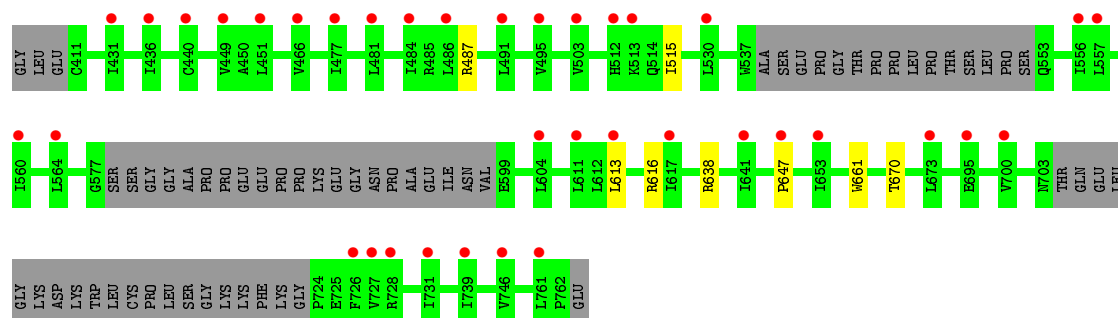 GLY LEU GLU C411 I431 I436 C440 V449 A450 L451 V466 I477 L481 I484 R485 L486 R487 L491 V495 V503 H512 K513 Q514 I515 L530 W537 ALA SER GLU PRO GLY THR PRO PRO LEU PRO THR SER LEU PRO SER Q553 I556 L557
I560 L564 G577 SER SER GLY GLY ALA PRO PRO GLU GLU PRO PRO LYS GLU GLY ASN PRO ALA GLU ILE ASN VAL E599 L604 L611 L612 L613 R616 I617 R638 I641 P647 I653 W661 T670 L673 E695 V700 N703 THR GLN GLU LEU
GLY LYS ASP LYS TRP LEU CYS PRO LEU SER GLY LYS LYS PHE LYS GLY P724 E725 F726 V727 R728 I731 I739 V746 L761 P762 GLU